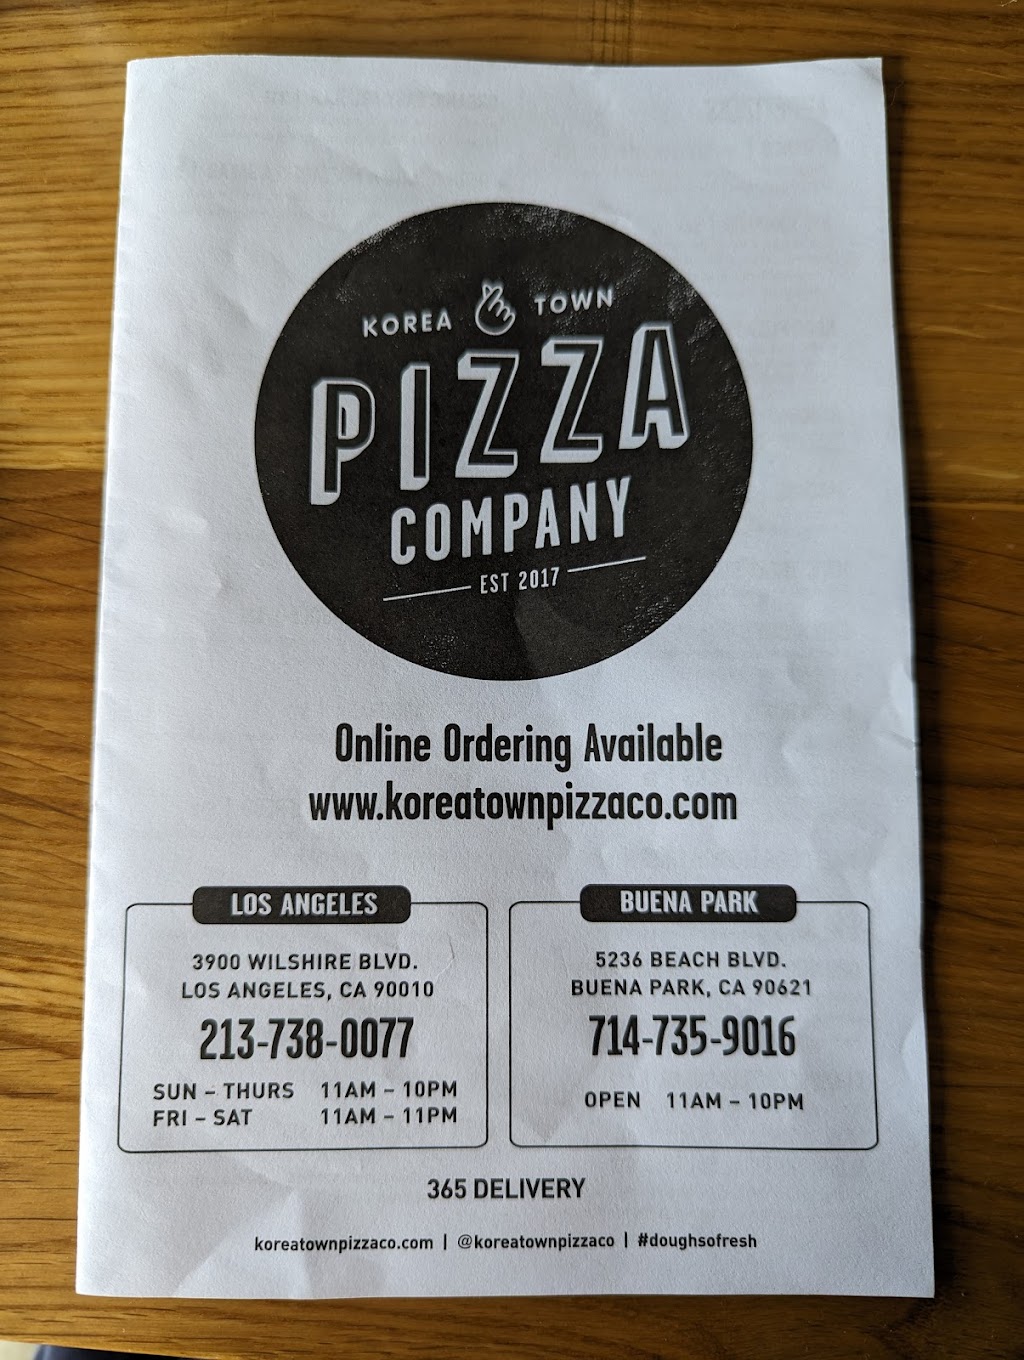 KOREA TOWN
PIZZA
COMPANY
EST 2017
Online Ordering Available
www.koreatownpizzaco.com
LOS ANGELES
3900 WILSHIRE BLVD.
LOS ANGELES, CA 90010
213-738-0077
SUN – THURS 11AM – 10PM
FRI – SAT 11AM – 11PM
BUENA PARK
5236 BEACH BLVD.
BUENA PARK, CA 90621
714-735-9016
OPEN 11AM – 10PM
365 DELIVERY
koreatownpizzaco.com | @koreatownpizzaco | #doughsofresh